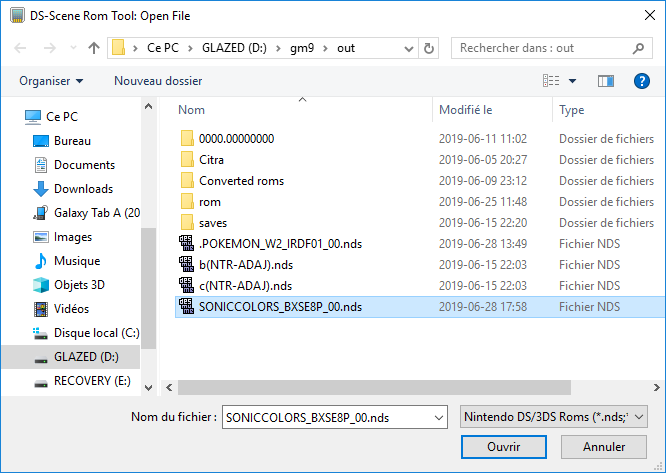 DS-Scene Rom Tool: Open File
Ce PC > GLAZED (D:) > gm9 > out
Rechercher dans : out
Organiser
Nouveau dossier
?
Ce PC
Bureau
Documents
Downloads
Galaxy Tab A (20
Images
Musique
Objets 3D
Vidéos
Disque local (C:)
GLAZED (D:)
RECOVERY (E:)
Nom Modifié le Type
0000.00000000 2019-06-11 11:02 Dossier de fichiers
Citra 2019-06-05 20:27 Dossier de fichiers
Converted roms 2019-06-09 23:12 Dossier de fichiers
rom 2019-06-25 11:48 Dossier de fichiers
saves 2019-06-15 22:20 Dossier de fichiers
.POKEMON_W2_IRDF01_00.nds 2019-06-28 13:49 Fichier NDS
b(NTR-ADAJ).nds 2019-06-15 22:03 Fichier NDS
c(NTR-ADAJ).nds 2019-06-15 22:03 Fichier NDS
SONICCOLORS_BXSE8P_00.nds 2019-06-28 17:58 Fichier NDS
Nom du fichier : SONICCOLORS_BXSE8P_00.nds Nintendo DS/3DS Roms (*.nds;*
Ouvrir Annuler